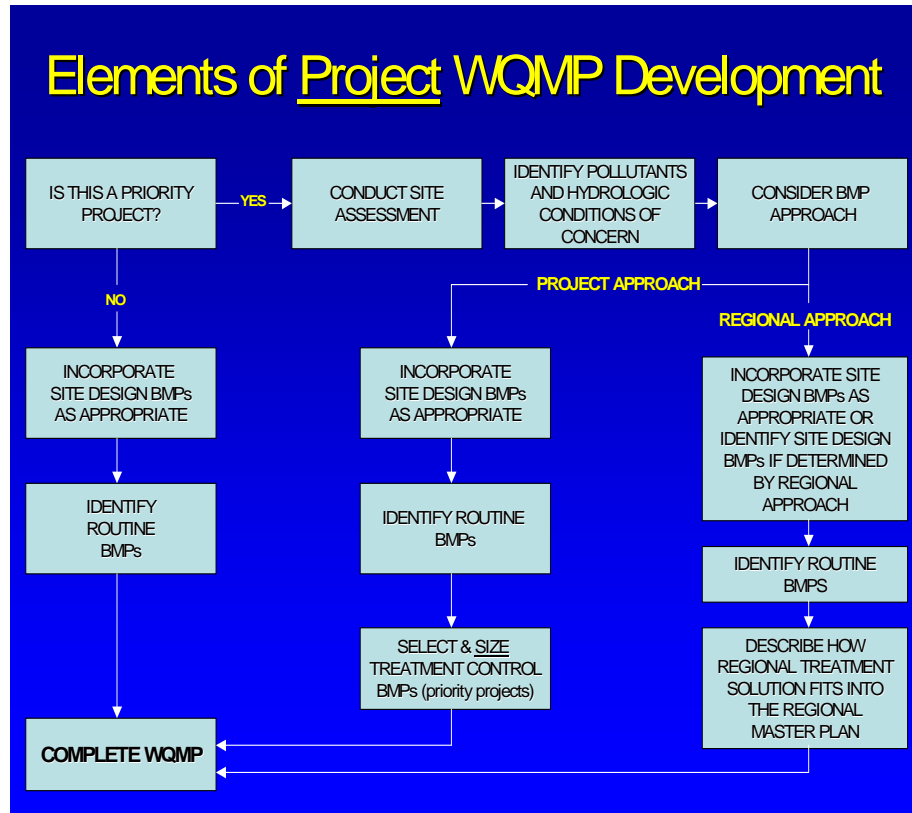 Elements of Project WQMP Development
IS THIS A PRIORITY
PROJECT?
YES
CONDUCT SITE
ASSESSMENT
IDENTIFY POLLUTANTS
AND HYDROLOGIC
CONDITIONS OF
CONCERN
CONSIDER BMP
APPROACH
NO
PROJECT APPROACH
REGIONAL APPROACH
INCORPORATE
SITE DESIGN BMPs
AS APPROPRIATE
INCORPORATE
SITE DESIGN BMPs
AS APPROPRIATE
INCORPORATE SITE
DESIGN BMPs AS
APPROPRIATE OR
IDENTIFY SITE DESIGN
BMPs IF DETERMINED
BY REGIONAL
APPROACH
IDENTIFY
ROUTINE
BMPs
IDENTIFY ROUTINE
BMPs
IDENTIFY ROUTINE
BMPS
SELECT & SIZE
TREATMENT CONTROL
BMPs (priority projects)
DESCRIBE HOW
REGIONAL TREATMENT
SOLUTION FITS INTO
THE REGIONAL
MASTER PLAN
COMPLETE WQMP